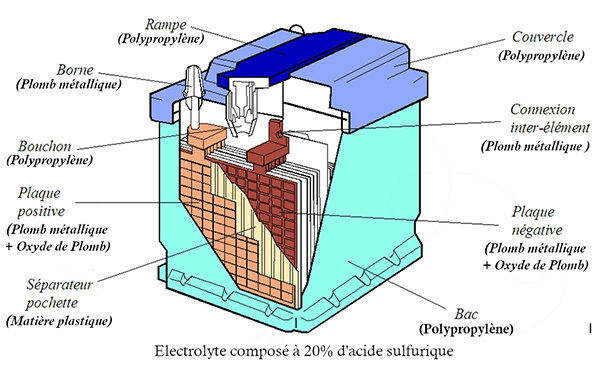 Rampe
(Polypropylène)
Couvercle
(Polypropylène)
Borne
(Plomb métallique)
Connexion
inter-élément
(Plomb métallique )
Bouchon
(Polypropylène)
Plaque
positive
(Plomb métallique
+ Oxyde de Plomb)
Plaque
négative
(Plomb métallique
+ Oxyde de Plomb)
Séparateur
pochette
(Matière plastique)
Bac
(Polypropylène)
Electrolyte composé à 20% d'acide sulfurique